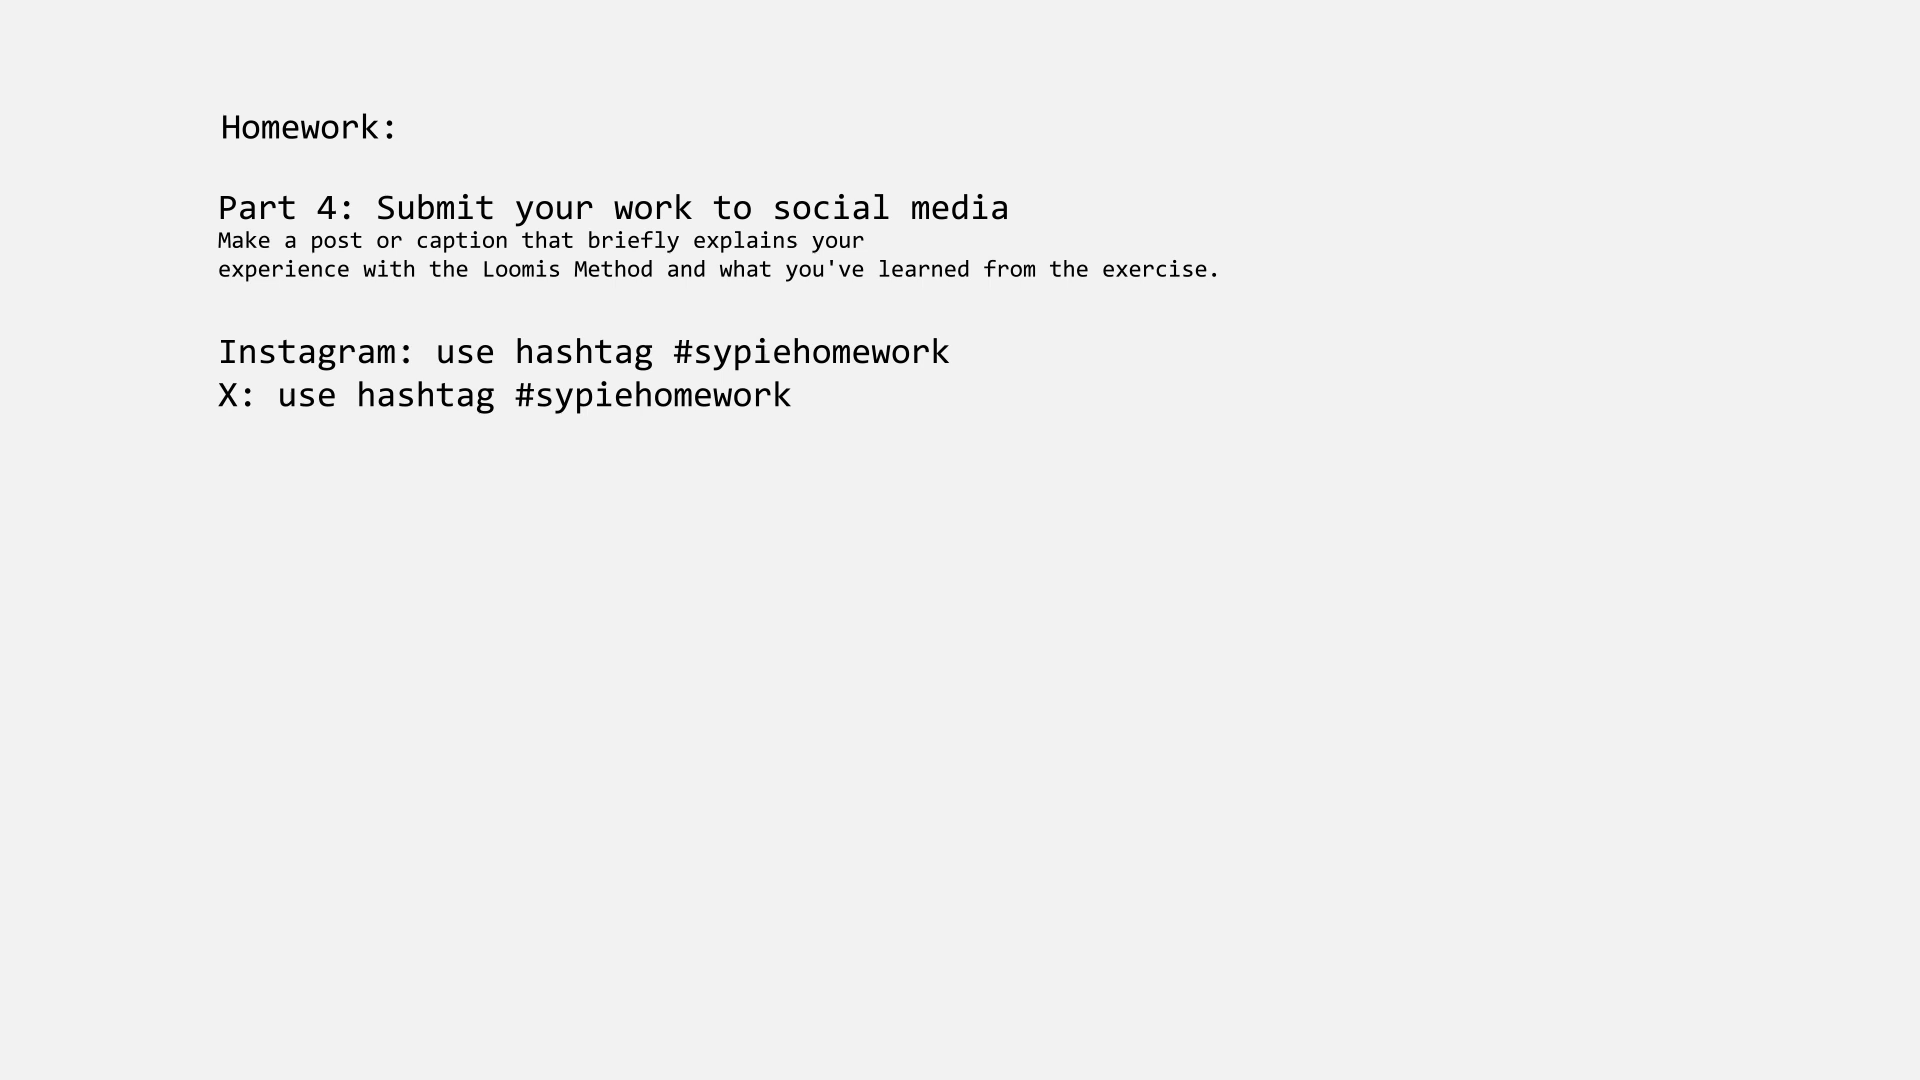 Homework:
Part 4: Submit your work to social media
Make a post or caption that briefly explains your
experience with the Loomis Method and what you've learned from the exercise.
Instagram: use hashtag #sypiehomework
X: use hashtag #sypiehomework